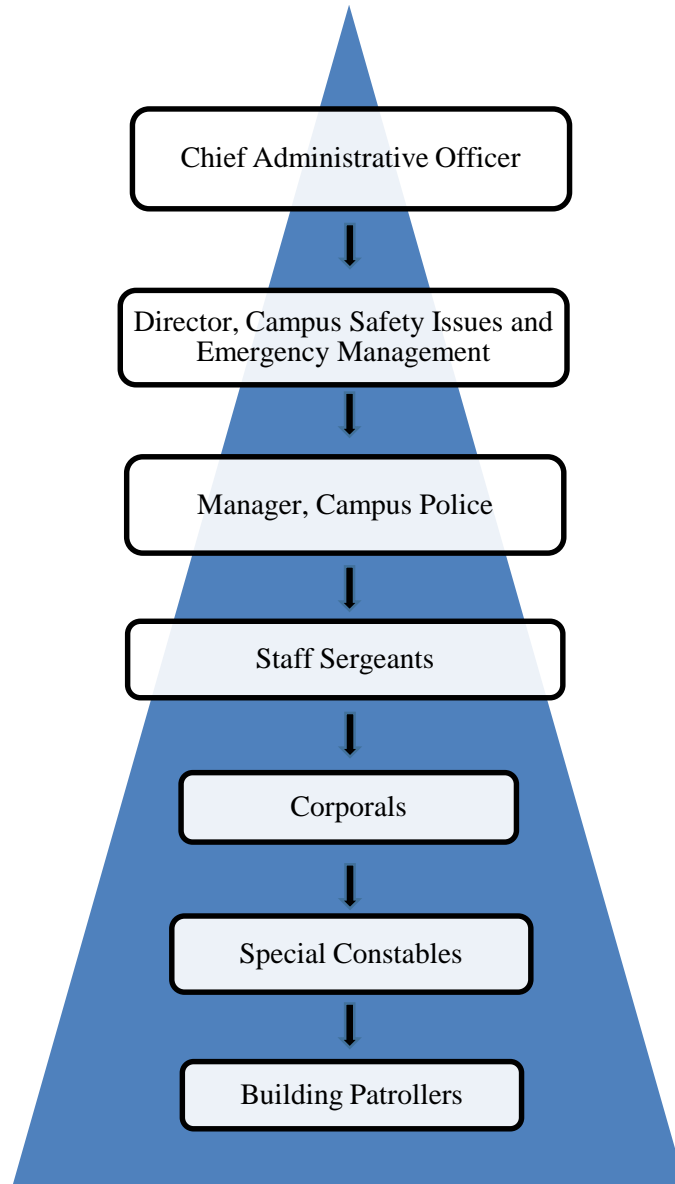 Chief Administrative Officer
Director, Campus Safety Issues and
Emergency Management
Manager, Campus Police
Staff Sergeants
Corporals
Special Constables
Building Patrollers